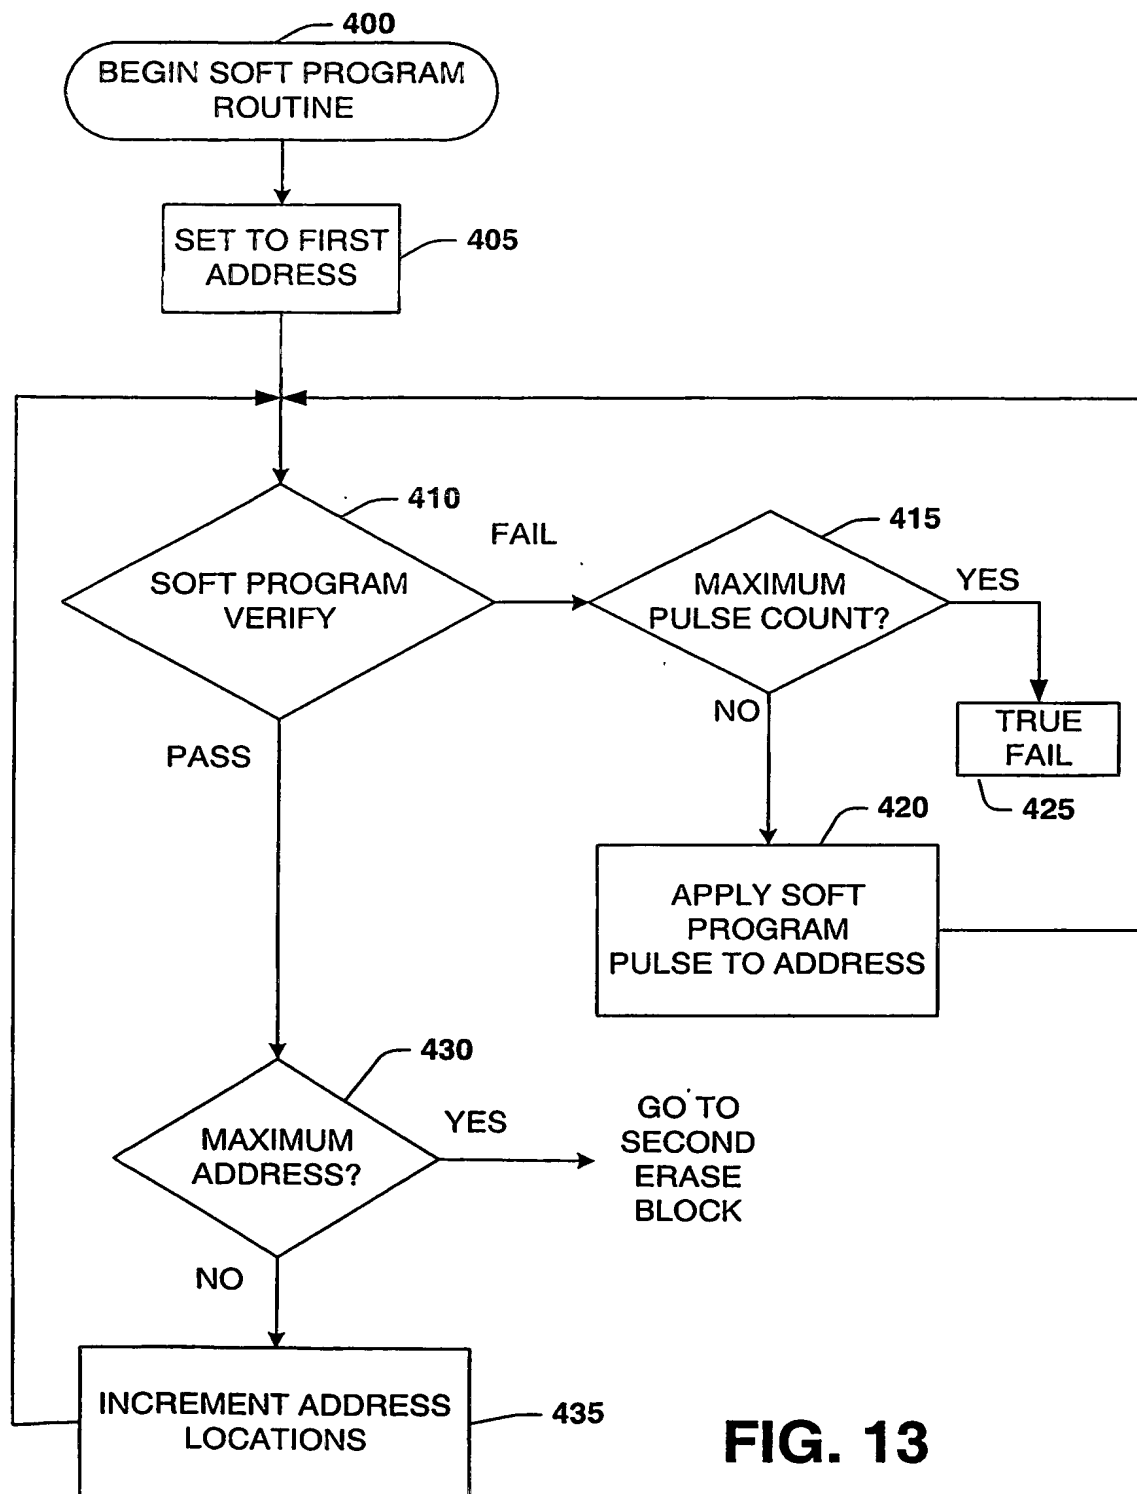 400
BEGIN SOFT PROGRAM
ROUTINE
SET TO FIRST
ADDRESS
405
410
SOFT PROGRAM
VERIFY
FAIL
415
MAXIMUM
PULSE COUNT?
YES
TRUE
FAIL
425
NO
PASS
420
APPLY SOFT
PROGRAM
PULSE TO ADDRESS
430
MAXIMUM
ADDRESS?
YES
GO TO
SECOND
ERASE
BLOCK
NO
INCREMENT ADDRESS
LOCATIONS
435
FIG. 13